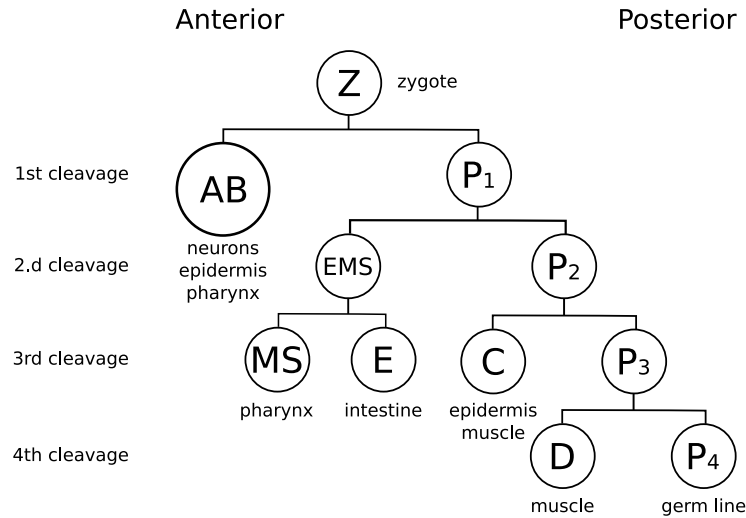 Anterior
Posterior
Z
zygote
1st cleavage
AB
P1
neurons
epidermis
pharynx
2.d cleavage
EMS
P2
3rd cleavage
MS
E
C
P3
pharynx
intestine
epidermis
muscle
4th cleavage
D
P4
muscle
germ line